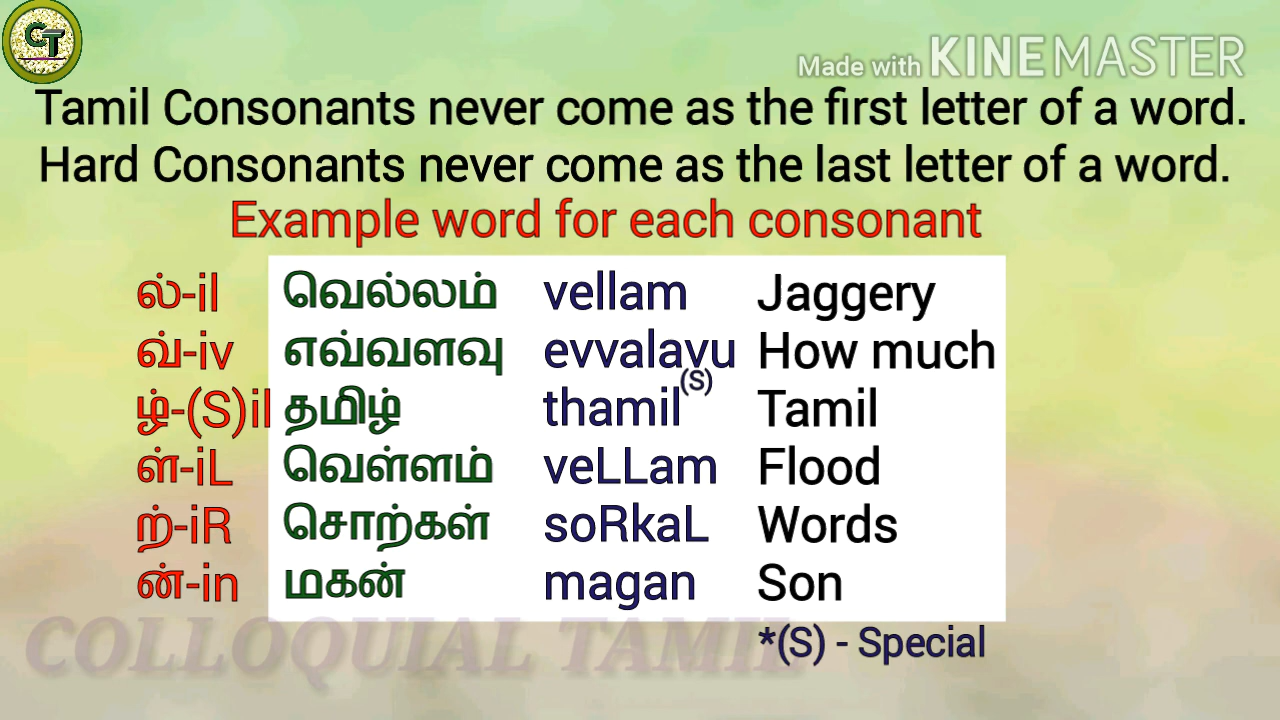 CT
Made with KINEMASTER
Tamil Consonants never come as the first letter of a word.
Hard Consonants never come as the last letter of a word.
Example word for each consonant
ல்-il வெல்லம் vellam Jaggery
வ்-iv எவ்வளவு evvalavu How much
ழ்-(S)il தமிழ் thamil(S) Tamil
ள்-iL வெள்ளம் veLLam Flood
ற்-iR சொற்கள் soRkaL Words
ன்-in மகன் magan Son
COLLOQUIAL TAMIL
*(S) - Special